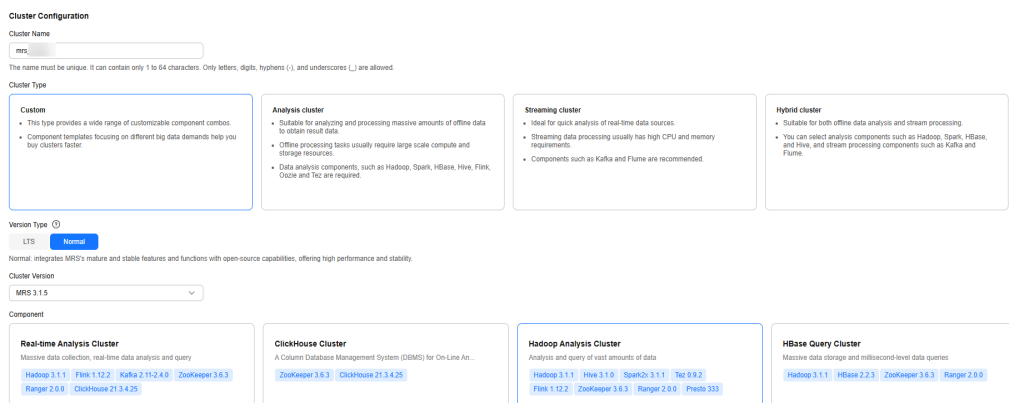 Cluster Configuration
Cluster Name
mrs_
The name must be unique. It can contain only 1 to 64 characters. Only letters, digits, hyphens (-), and underscores (_) are allowed.
Cluster Type
Custom
• This type provides a wide range of customizable component combos.
• Component templates focusing on different big data demands help you
buy clusters faster.
Analysis cluster
• Suitable for analyzing and processing massive amounts of offline data
to obtain result data.
• Offline processing tasks usually require large scale compute and
storage resources.
• Data analysis components, such as Hadoop, Spark, HBase, Hive, Flink,
Oozie and Tez are required.
Streaming cluster
• Ideal for quick analysis of real-time data sources.
• Streaming data processing usually has high CPU and memory
requirements.
• Components such as Kafka and Flume are recommended.
Hybrid cluster
• Suitable for both offline data analysis and stream processing.
• You can select analysis components such as Hadoop, Spark, HBase,
and Hive, and stream processing components such as Kafka and
Flume.
Version Type ?
LTS Normal
Normal: integrates MRS's mature and stable features and functions with open-source capabilities, offering high performance and stability.
Cluster Version
MRS 3.1.5
Component
Real-time Analysis Cluster
Massive data collection, real-time data analysis and query
Hadoop 3.1.1 Flink 1.12.2 Kafka 2.11-2.4.0 ZooKeeper 3.6.3
Ranger 2.0.0 ClickHouse 21.3.4.25
ClickHouse Cluster
A Column Database Management System (DBMS) for On-Line An...
ZooKeeper 3.6.3 ClickHouse 21.3.4.25
Hadoop Analysis Cluster
Analysis and query of vast amounts of data
Hadoop 3.1.1 Hive 3.1.0 Spark2x 3.1.1 Tez 0.9.2
Flink 1.12.2 ZooKeeper 3.6.3 Ranger 2.0.0 Presto 333
HBase Query Cluster
Massive data storage and millisecond-level data queries
Hadoop 3.1.1 HBase 2.2.3 ZooKeeper 3.6.3 Ranger 2.0.0